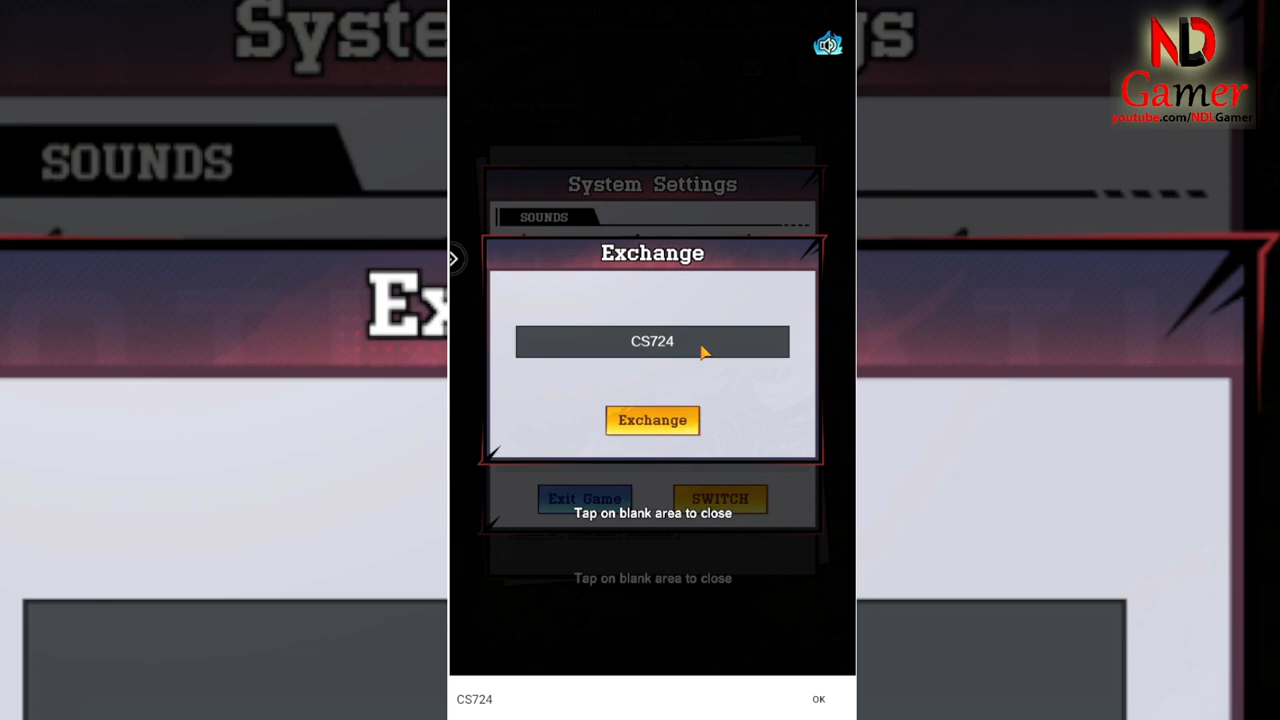 Syste
gs
ND
Gamer
youtube.com/NDLGamer
SOUNDS
System Settings
SOUNDS
Exchange
Ex
CS724
Exchange
Exit Game
SWITCH
Tap on blank area to close
Tap on blank area to close
CS724
OK